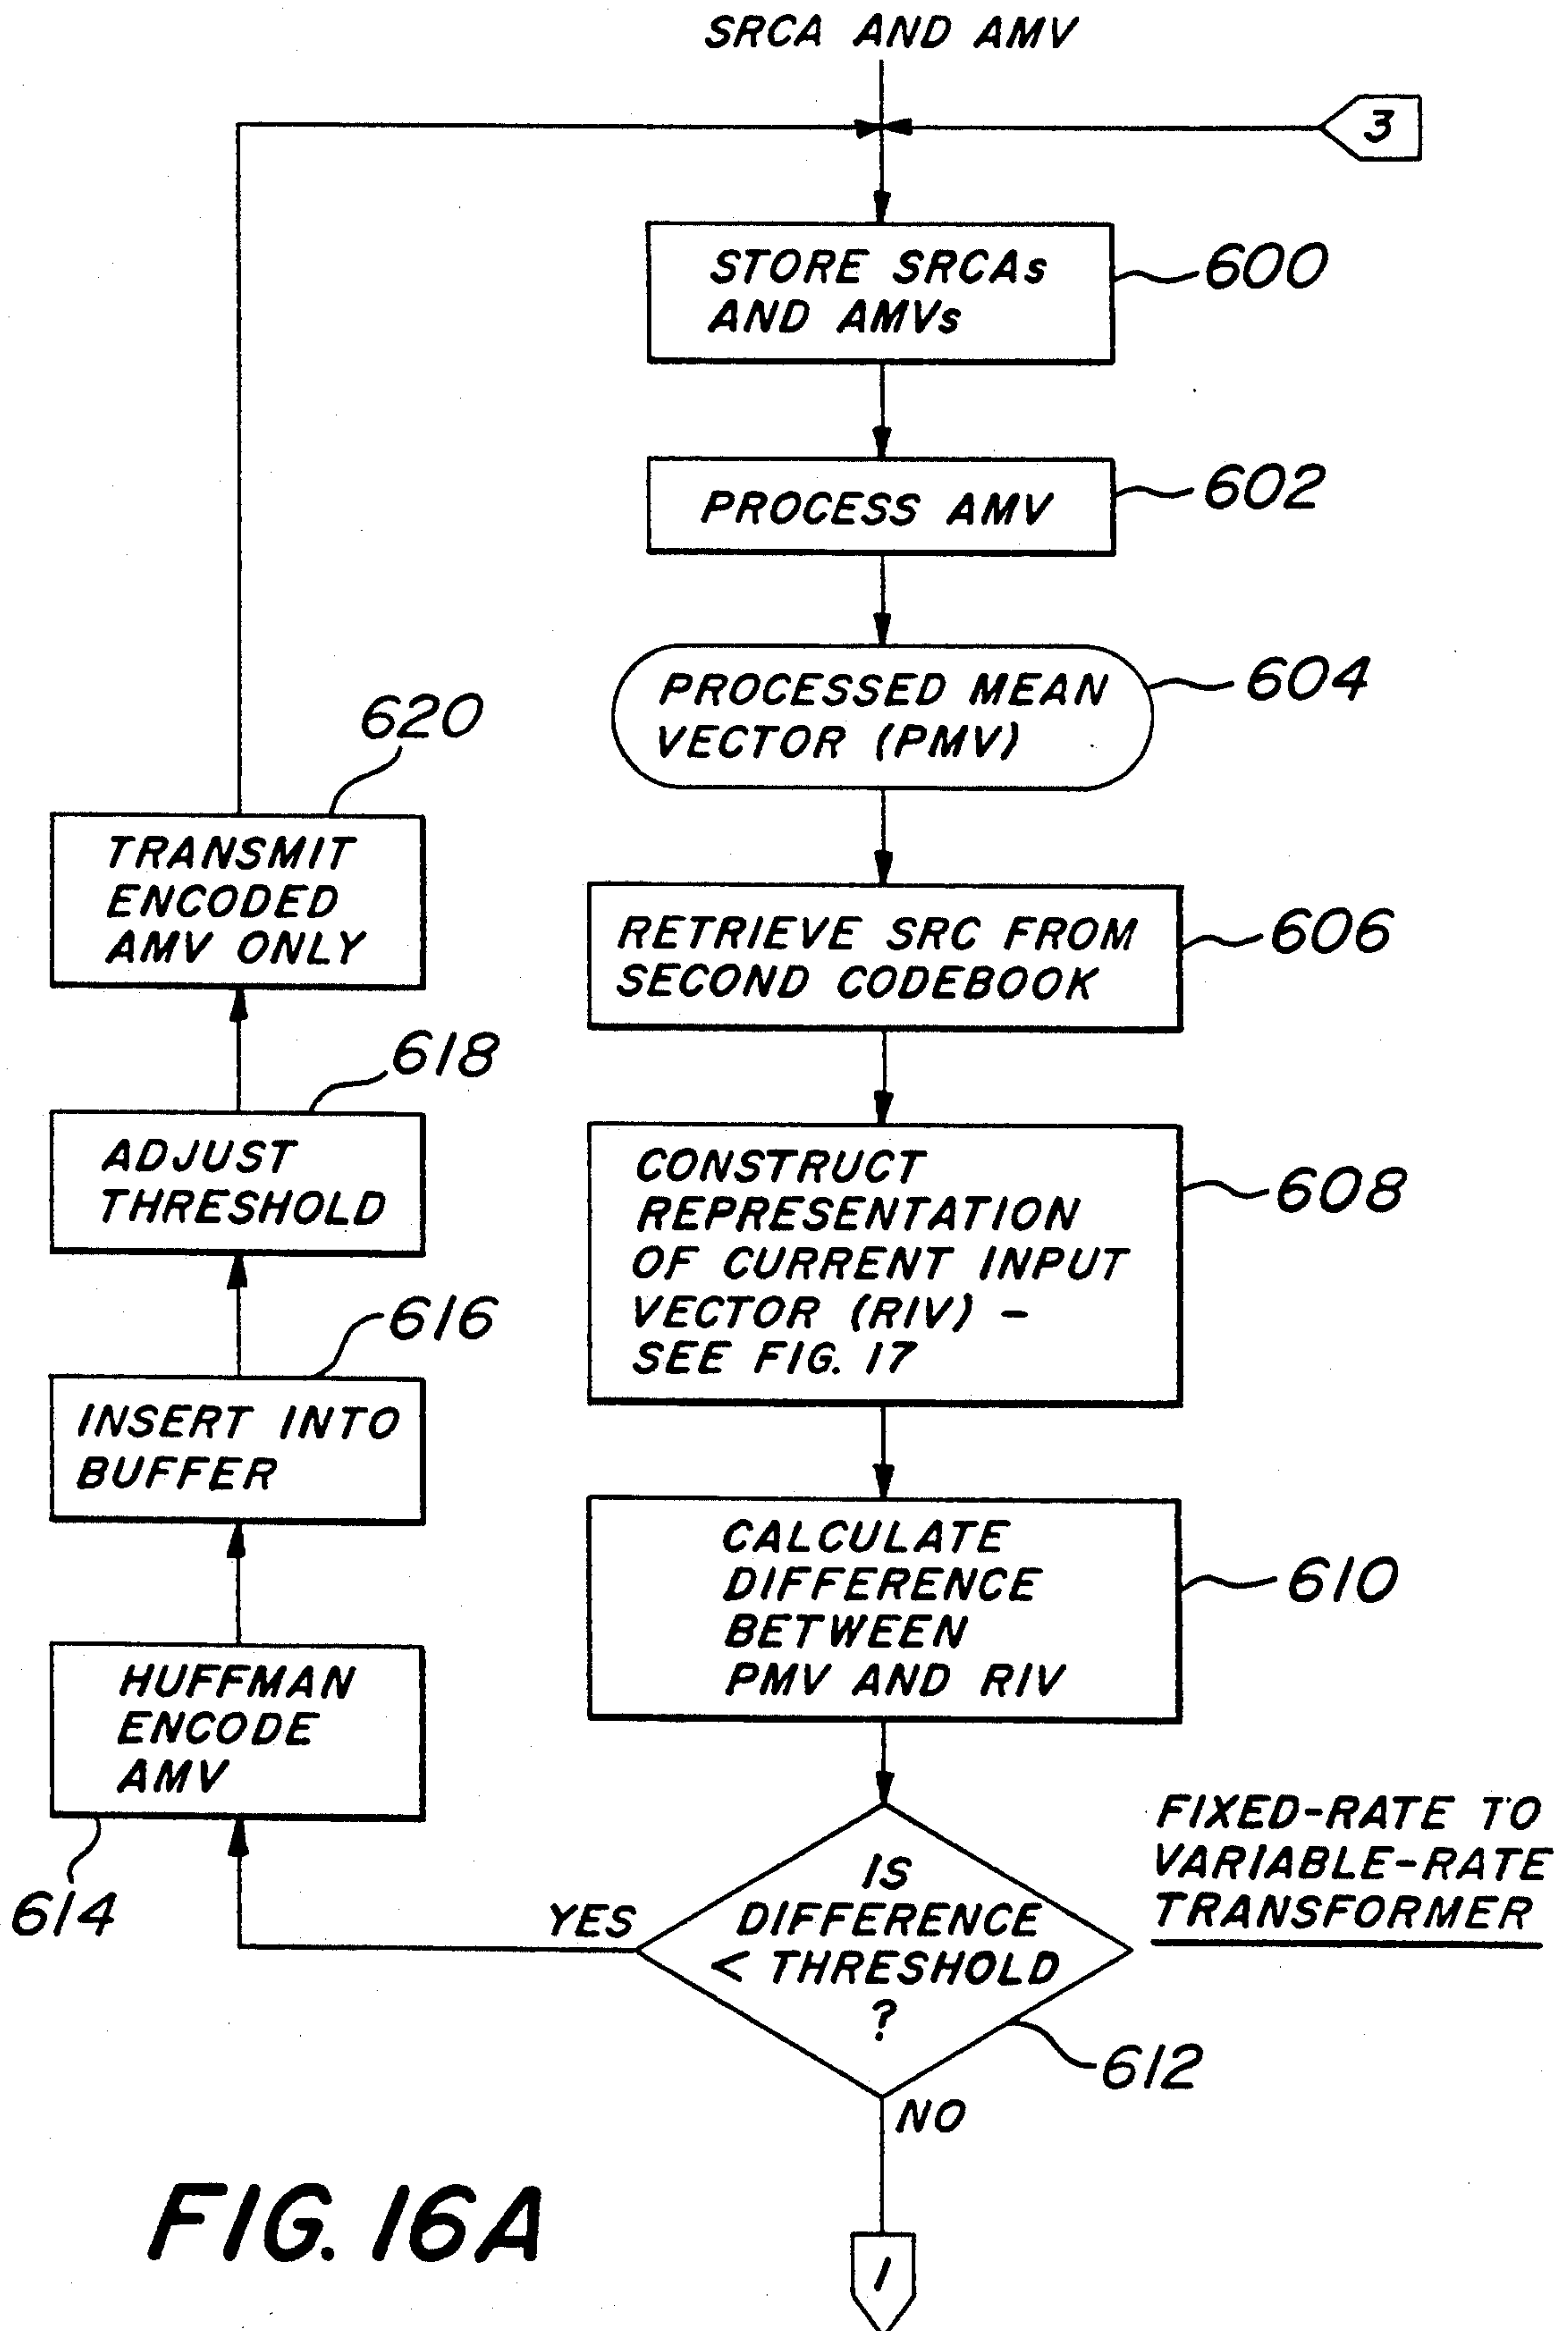 SRCA AND AMV
3
STORE SRCAs
AND AMVs
600
PROCESS AMV
602
PROCESSED MEAN
VECTOR (PMV)
604
RETRIEVE SRC FROM
SECOND CODEBOOK
606
CONSTRUCT
REPRESENTATION
OF CURRENT INPUT
VECTOR (RIV) -
SEE FIG. 17
608
CALCULATE
DIFFERENCE
BETWEEN
PMV AND RIV
610
IS
DIFFERENCE
< THRESHOLD
?
612
YES
NO
1
HUFFMAN
ENCODE
AMV
614
INSERT INTO
BUFFER
616
ADJUST
THRESHOLD
618
TRANSMIT
ENCODED
AMV ONLY
620
FIXED-RATE TO
VARIABLE-RATE
TRANSFORMER
FIG. 16A